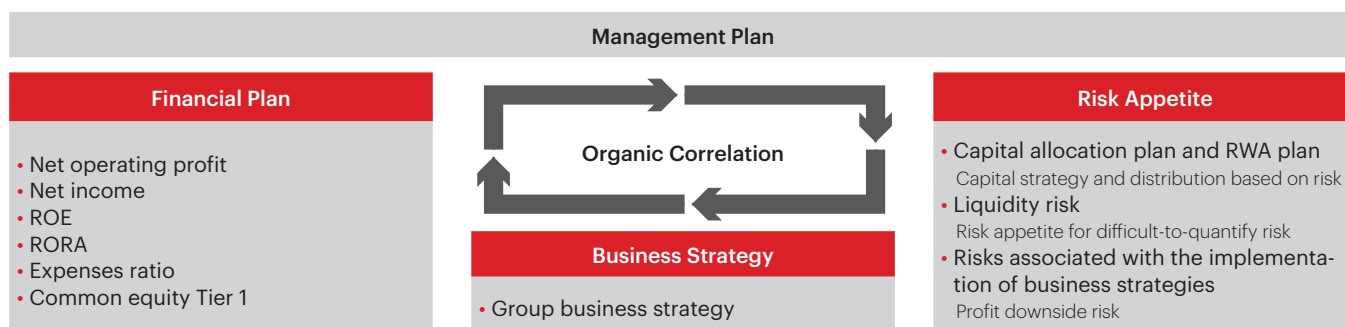 Management Plan
Financial Plan
• Net operating profit
• Net income
• ROE
• RORA
• Expenses ratio
• Common equity Tier 1
Organic Correlation
Business Strategy
• Group business strategy
Risk Appetite
• Capital allocation plan and RWA plan
Capital strategy and distribution based on risk
• Liquidity risk
Risk appetite for difficult-to-quantify risk
• Risks associated with the implementa-
tion of business strategies
Profit downside risk